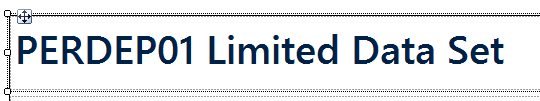 PERDEP01 Limited Data Set